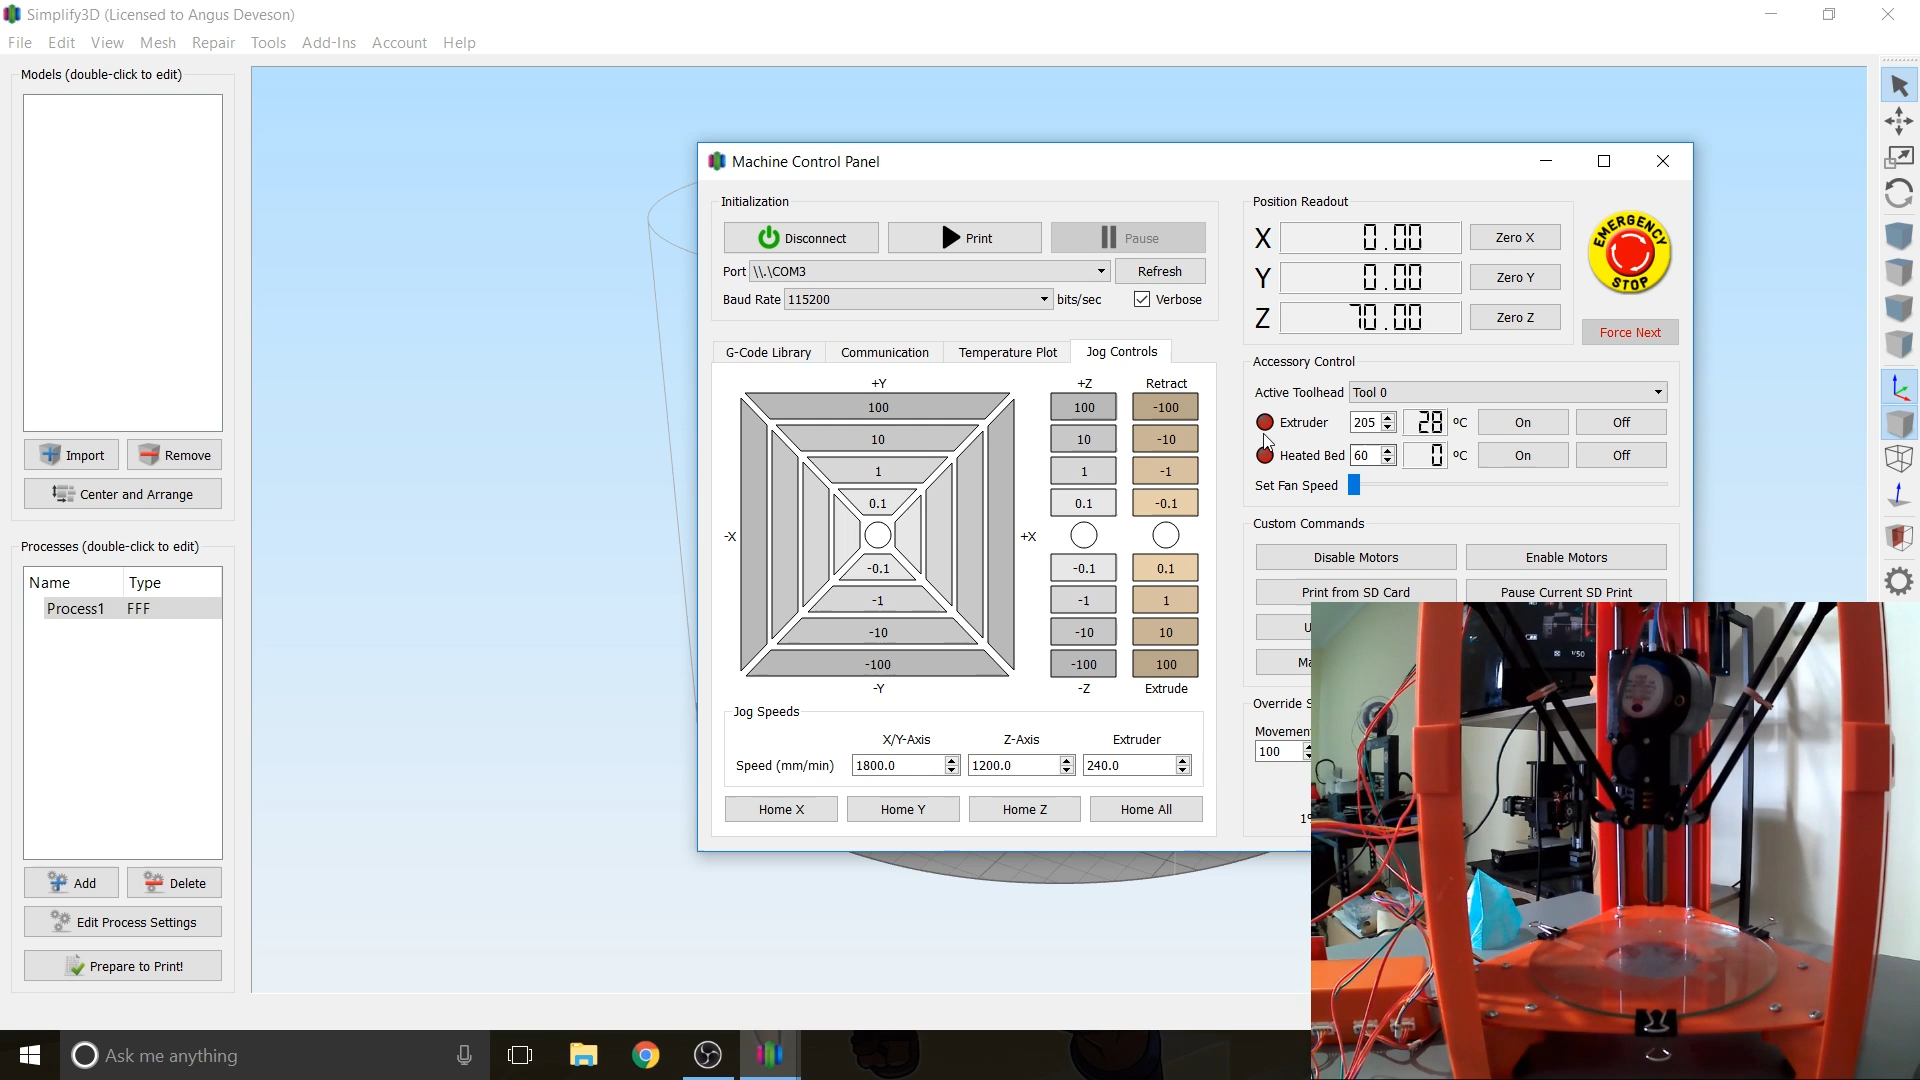 Simplify3D (Licensed to Angus Deveson)
File Edit View Mesh Repair Tools Add-Ins Account Help
Models (double-click to edit)
Import Remove
Center and Arrange
Processes (double-click to edit)
Name Type
Process1 FFF
Add Delete
Edit Process Settings
Prepare to Print!
Machine Control Panel
Initialization
Disconnect Print Pause
Port \\.\COM3 Refresh
Baud Rate 115200 bits/sec Verbose
G-Code Library Communication Temperature Plot Jog Controls
+Y +Z Retract
100 100 -100
10 10 -10
1 1 -1
0.1 0.1 -0.1
-X +X
-0.1 -0.1 0.1
-1 -1 1
-10 -10 10
-100 -100 100
-Y -Z Extrude
Jog Speeds
X/Y-Axis Z-Axis Extruder
Speed (mm/min) 1800.0 1200.0 240.0
Home X Home Y Home Z Home All
Position Readout
X 0.00 Zero X
Y 0.00 Zero Y
Z 70.00 Zero Z
EMERGENCY
STOP
Force Next
Accessory Control
Active Toolhead Tool 0
Extruder 205 28 ºC On Off
Heated Bed 60 0 ºC On Off
Set Fan Speed
Custom Commands
Disable Motors Enable Motors
Print from SD Card Pause Current SD Print
U
Ma
Override S
Movemen
100
Ask me anything